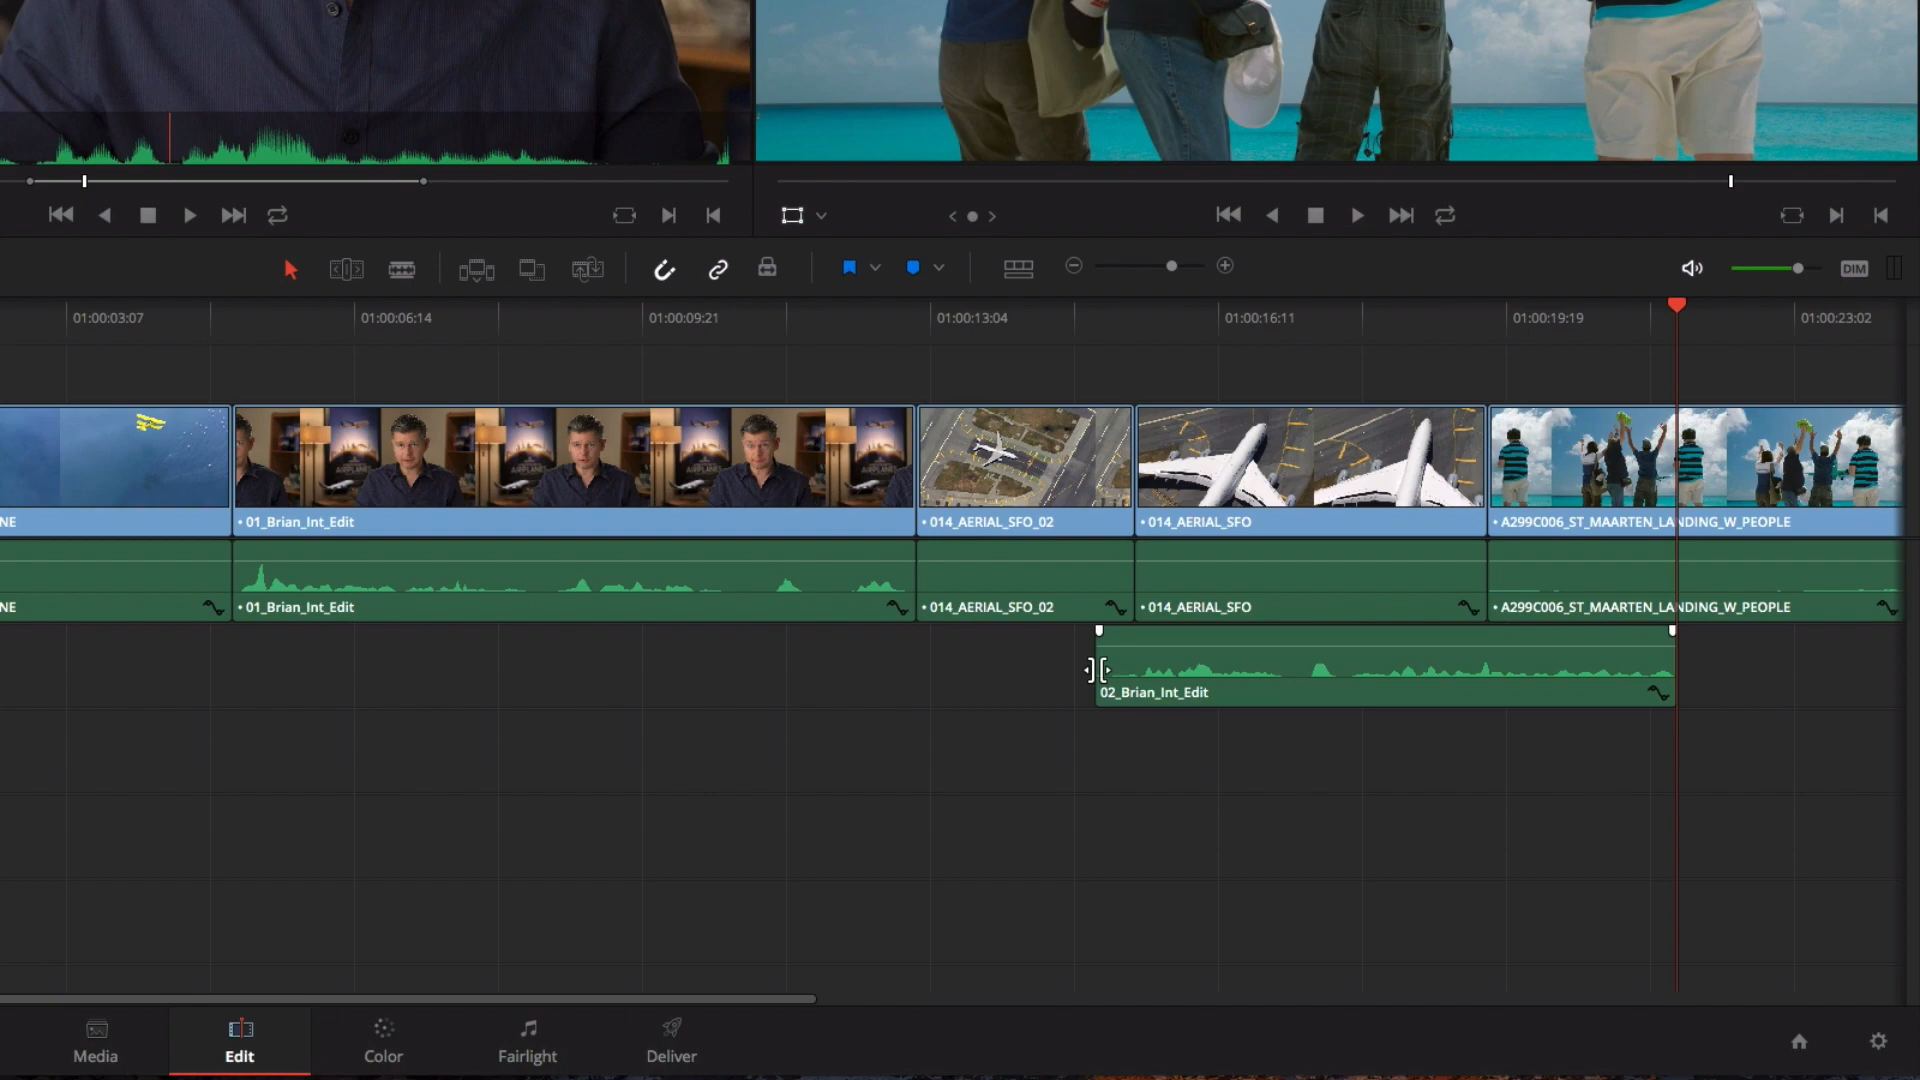 DIM
01:00:03:07
01:00:06:14
01:00:09:21
01:00:13:04
01:00:16:11
01:00:19:19
01:00:23:02
AIRPLANE
NE
• 01_Brian_Int_Edit
• 014_AERIAL_SFO_02
• 014_AERIAL_SFO
• A299C006_ST_MAARTEN_LANDING_W_PEOPLE
NE
• 01_Brian_Int_Edit
• 014_AERIAL_SFO_02
• 014_AERIAL_SFO
• A299C006_ST_MAARTEN_LANDING_W_PEOPLE
02_Brian_Int_Edit
Media
Edit
Color
Fairlight
Deliver